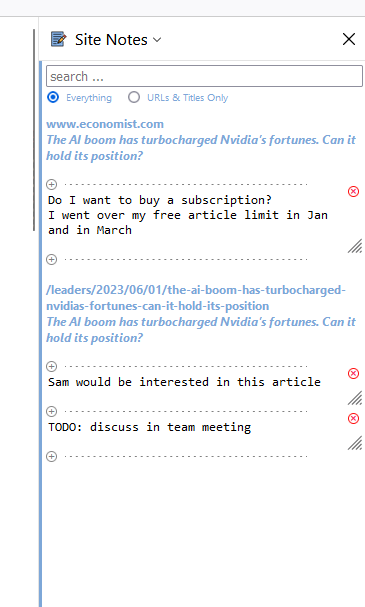 Site Notes
search ...
Everything
URLs & Titles Only
www.economist.com
The AI boom has turbocharged Nvidia's fortunes. Can it
hold its position?
Do I want to buy a subscription?
I went over my free article limit in Jan
and in March
/leaders/2023/06/01/the-ai-boom-has-turbocharged-
nvidias-fortunes-can-it-hold-its-position
The AI boom has turbocharged Nvidia's fortunes. Can it
hold its position?
Sam would be interested in this article
TODO: discuss in team meeting